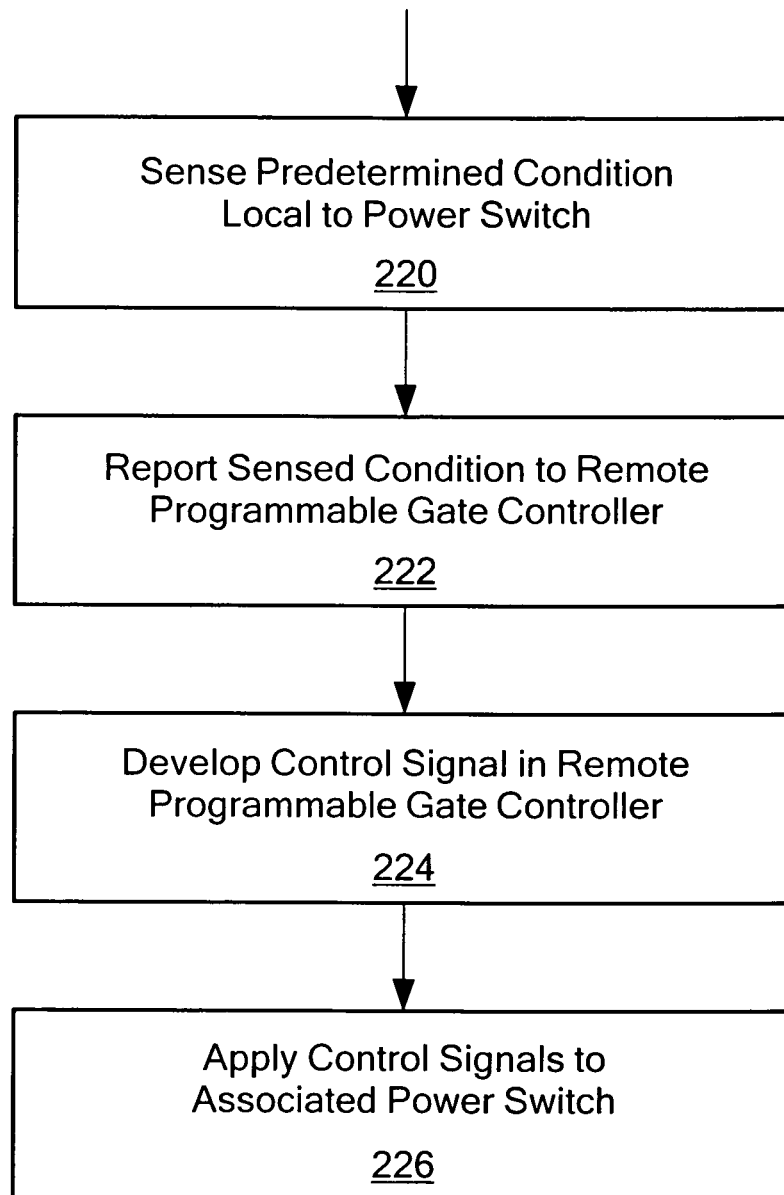 Sense Predetermined Condition
Local to Power Switch
220
Report Sensed Condition to Remote
Programmable Gate Controller
222
Develop Control Signal in Remote
Programmable Gate Controller
224
Apply Control Signals to
Associated Power Switch
226